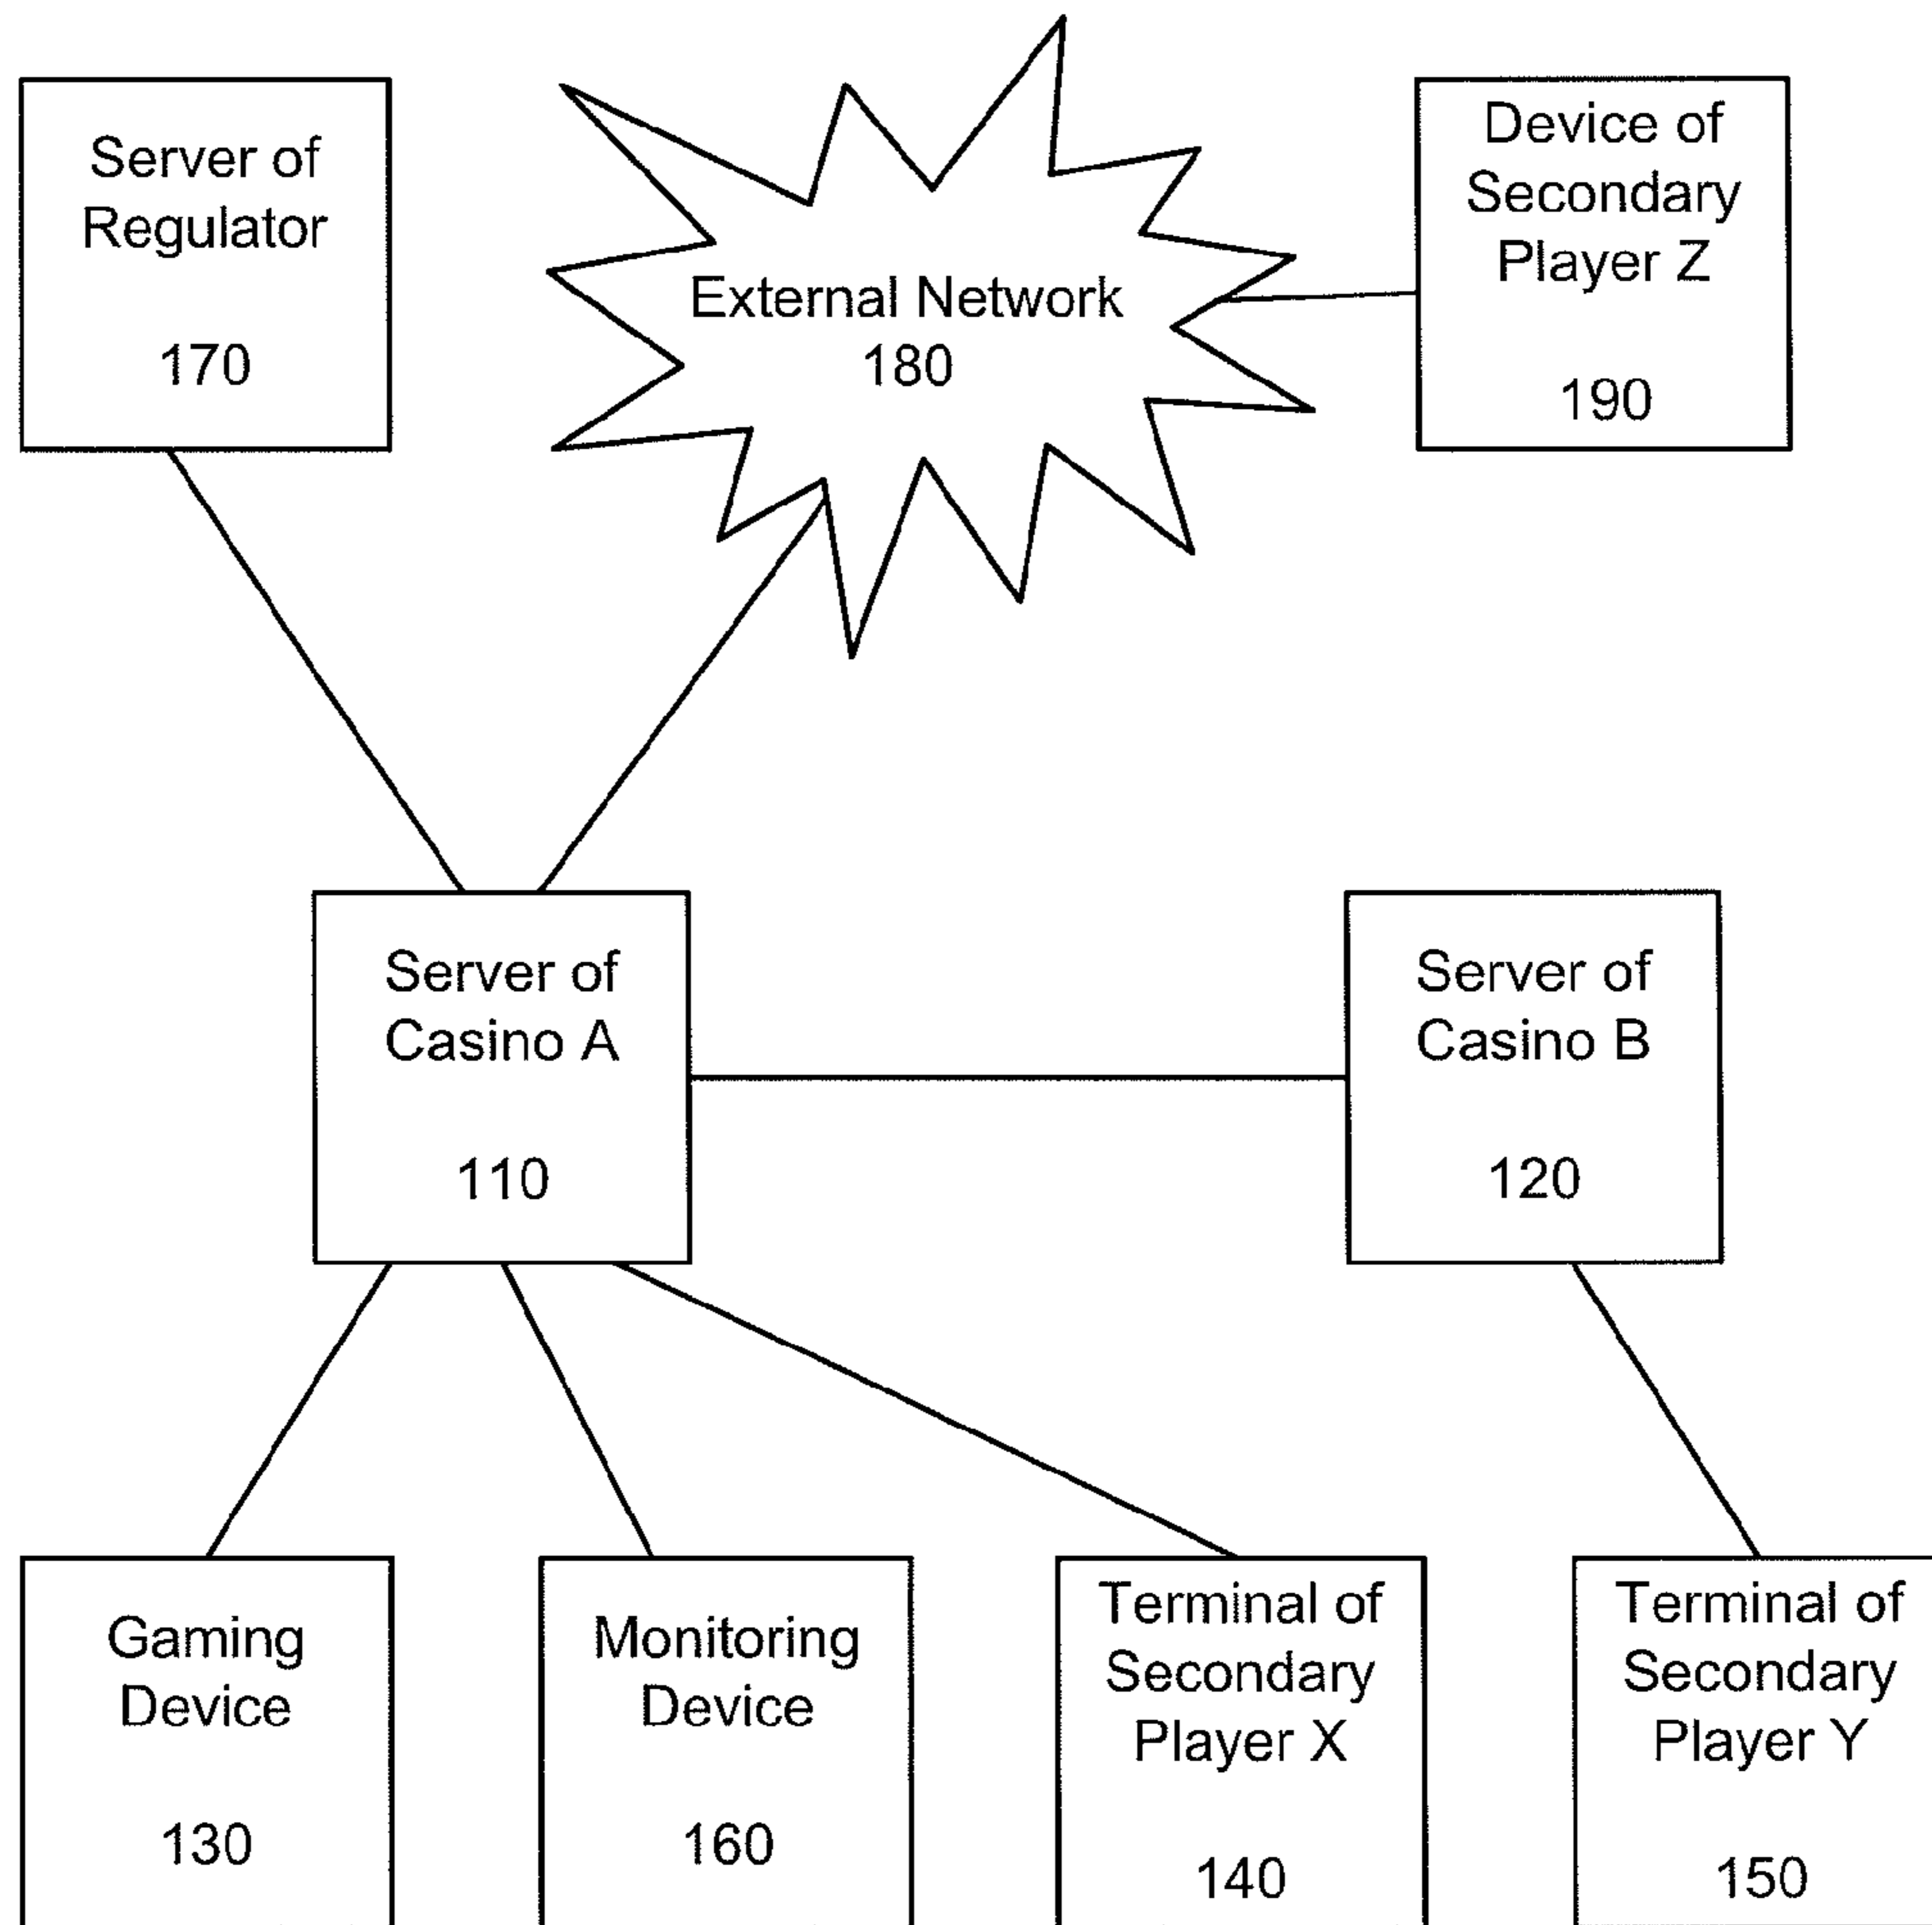 Server of
Regulator
170
External Network
180
Device of
Secondary
Player Z
190
Server of
Casino A
110
Server of
Casino B
120
Gaming
Device
130
Monitoring
Device
160
Terminal of
Secondary
Player X
140
Terminal of
Secondary
Player Y
150